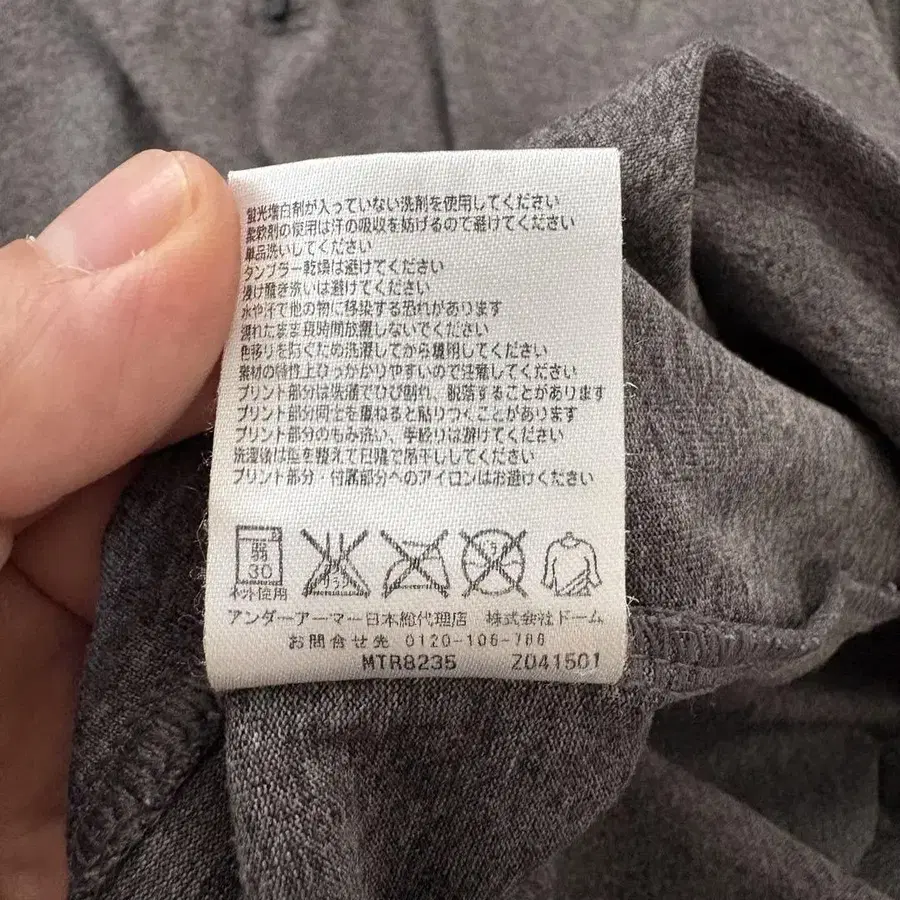 蛍光増白剤が入っていない洗剤を使用してください
柔軟剤の使用は汗の吸収を妨げるので避けてください
単品洗いしてください
タンブラー乾燥は避けてください
浸け置き洗いは避けてください
水や汗で他の物に移染する恐れがあります
濡れたまま長時間放置しないでください
色移りを防ぐため洗濯してから着用してください
素材の特性上ひっかかりやすいので注意してください
プリント部分は洗濯でひび割れ、脱落することがあります
プリント部分同士を重ねると貼りつくことがあります
プリント部分のもみ洗い、手絞りは避けてください
洗濯後は形を整えて日陰で吊干ししてください
プリント部分・付属部分へのアイロンはお避けください
弱
30
ネット使用
アンダーアーマー日本総代理店 株式会社ドーム
お問合せ先 0120-106-786
MTR8235 Z041501